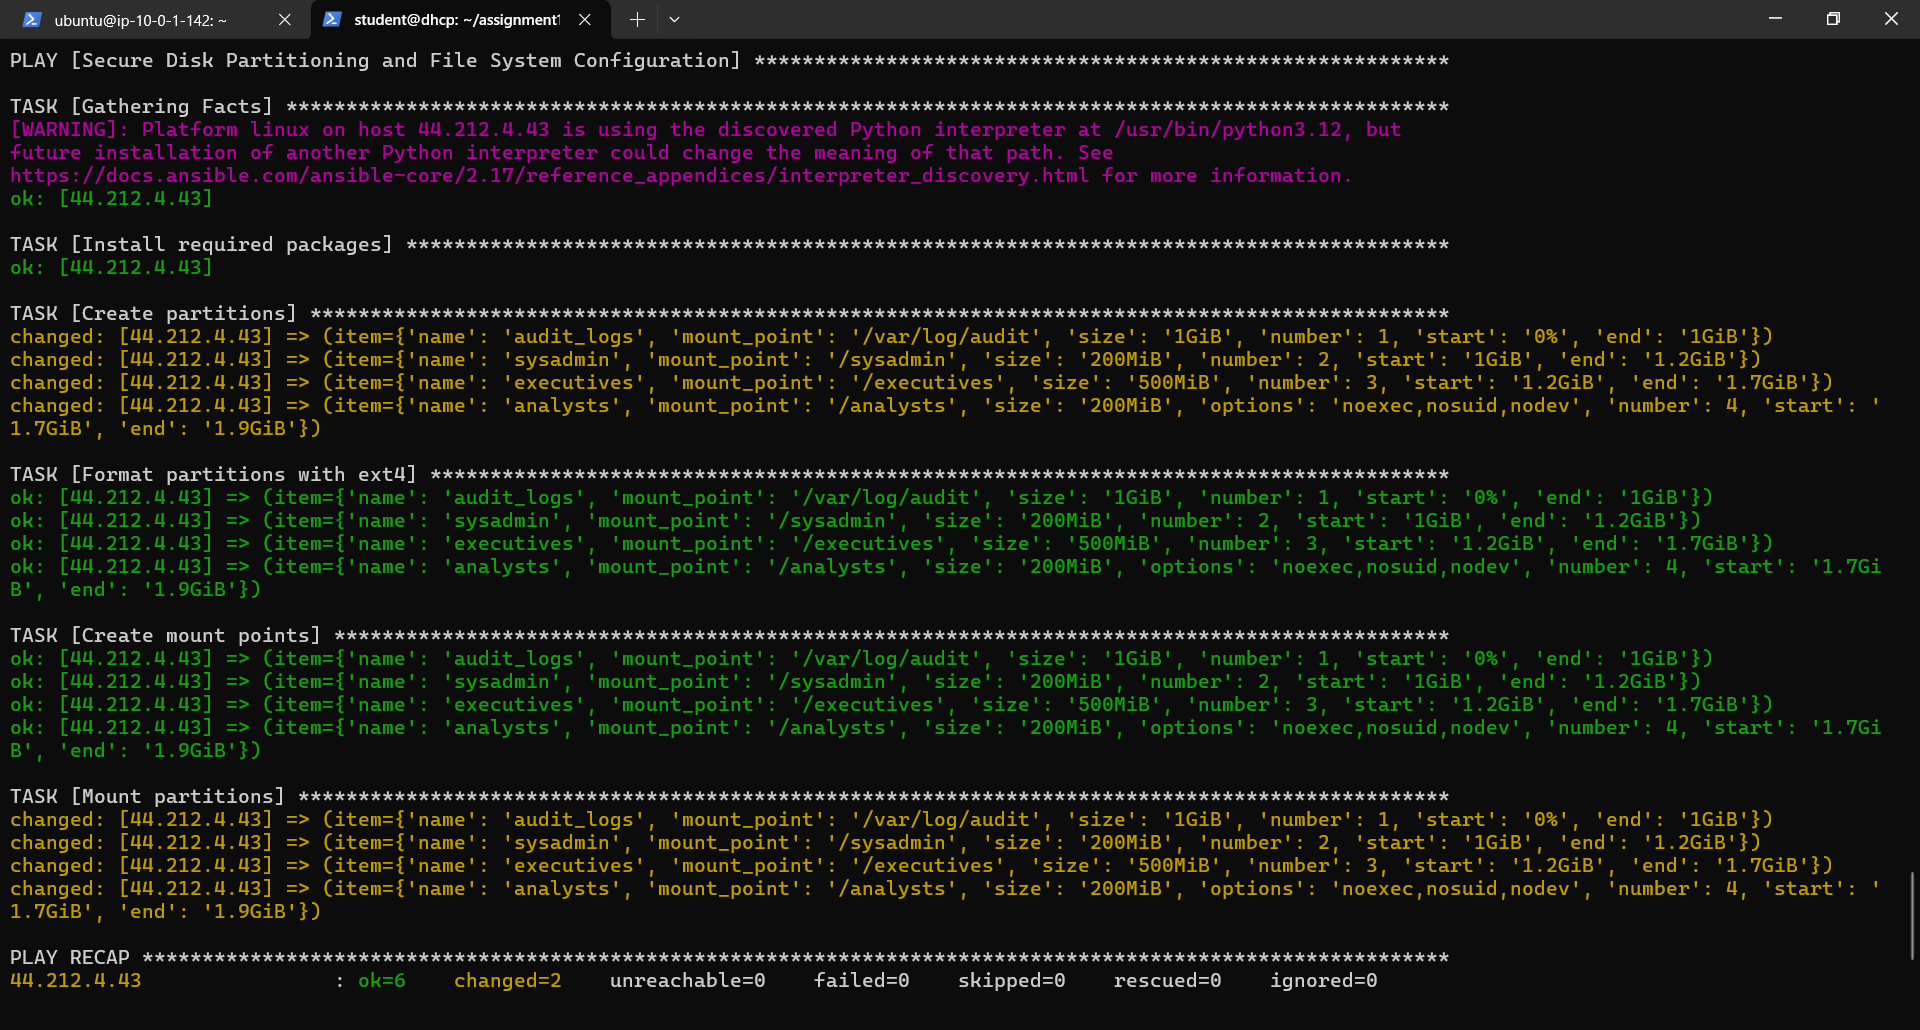 ubuntu@ip-10-0-1-142: ~
student@dhcp: ~/assignment1
PLAY [Secure Disk Partitioning and File System Configuration] **********************************************************
TASK [Gathering Facts] *************************************************************************************************
[WARNING]: Platform linux on host 44.212.4.43 is using the discovered Python interpreter at /usr/bin/python3.12, but
future installation of another Python interpreter could change the meaning of that path. See
https://docs.ansible.com/ansible-core/2.17/reference_appendices/interpreter_discovery.html for more information.
ok: [44.212.4.43]
TASK [Install required packages] ***************************************************************************************
ok: [44.212.4.43]
TASK [Create partitions] ***********************************************************************************************
changed: [44.212.4.43] => (item={'name': 'audit_logs', 'mount_point': '/var/log/audit', 'size': '1GiB', 'number': 1, 'start': '0%', 'end': '1GiB'})
changed: [44.212.4.43] => (item={'name': 'sysadmin', 'mount_point': '/sysadmin', 'size': '200MiB', 'number': 2, 'start': '1GiB', 'end': '1.2GiB'})
changed: [44.212.4.43] => (item={'name': 'executives', 'mount_point': '/executives', 'size': '500MiB', 'number': 3, 'start': '1.2GiB', 'end': '1.7GiB'})
changed: [44.212.4.43] => (item={'name': 'analysts', 'mount_point': '/analysts', 'size': '200MiB', 'options': 'noexec,nosuid,nodev', 'number': 4, 'start': '
1.7GiB', 'end': '1.9GiB'})
TASK [Format partitions with ext4] *************************************************************************************
ok: [44.212.4.43] => (item={'name': 'audit_logs', 'mount_point': '/var/log/audit', 'size': '1GiB', 'number': 1, 'start': '0%', 'end': '1GiB'})
ok: [44.212.4.43] => (item={'name': 'sysadmin', 'mount_point': '/sysadmin', 'size': '200MiB', 'number': 2, 'start': '1GiB', 'end': '1.2GiB'})
ok: [44.212.4.43] => (item={'name': 'executives', 'mount_point': '/executives', 'size': '500MiB', 'number': 3, 'start': '1.2GiB', 'end': '1.7GiB'})
ok: [44.212.4.43] => (item={'name': 'analysts', 'mount_point': '/analysts', 'size': '200MiB', 'options': 'noexec,nosuid,nodev', 'number': 4, 'start': '1.7Gi
B', 'end': '1.9GiB'})
TASK [Create mount points] *********************************************************************************************
ok: [44.212.4.43] => (item={'name': 'audit_logs', 'mount_point': '/var/log/audit', 'size': '1GiB', 'number': 1, 'start': '0%', 'end': '1GiB'})
ok: [44.212.4.43] => (item={'name': 'sysadmin', 'mount_point': '/sysadmin', 'size': '200MiB', 'number': 2, 'start': '1GiB', 'end': '1.2GiB'})
ok: [44.212.4.43] => (item={'name': 'executives', 'mount_point': '/executives', 'size': '500MiB', 'number': 3, 'start': '1.2GiB', 'end': '1.7GiB'})
ok: [44.212.4.43] => (item={'name': 'analysts', 'mount_point': '/analysts', 'size': '200MiB', 'options': 'noexec,nosuid,nodev', 'number': 4, 'start': '1.7Gi
B', 'end': '1.9GiB'})
TASK [Mount partitions] ************************************************************************************************
changed: [44.212.4.43] => (item={'name': 'audit_logs', 'mount_point': '/var/log/audit', 'size': '1GiB', 'number': 1, 'start': '0%', 'end': '1GiB'})
changed: [44.212.4.43] => (item={'name': 'sysadmin', 'mount_point': '/sysadmin', 'size': '200MiB', 'number': 2, 'start': '1GiB', 'end': '1.2GiB'})
changed: [44.212.4.43] => (item={'name': 'executives', 'mount_point': '/executives', 'size': '500MiB', 'number': 3, 'start': '1.2GiB', 'end': '1.7GiB'})
changed: [44.212.4.43] => (item={'name': 'analysts', 'mount_point': '/analysts', 'size': '200MiB', 'options': 'noexec,nosuid,nodev', 'number': 4, 'start': '
1.7GiB', 'end': '1.9GiB'})
PLAY RECAP *************************************************************************************************************
44.212.4.43                : ok=6    changed=2    unreachable=0    failed=0    skipped=0    rescued=0    ignored=0